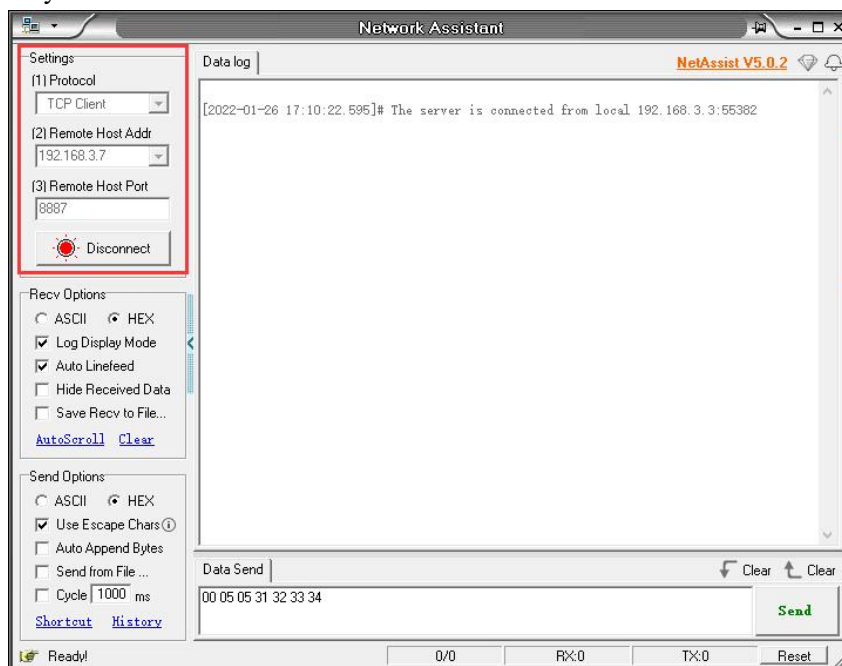 Network Assistant
Settings
(1) Protocol
TCP Client
(2) Remote Host Addr
192.168.3.7
(3) Remote Host Port
8887
Disconnect
Recv Options
ASCII HEX
Log Display Mode
Auto Linefeed
Hide Received Data
Save Recv to File...
AutoScroll Clear
Send Options
ASCII HEX
Use Escape Chars
Auto Append Bytes
Send from File ...
Cycle 1000 ms
Shortcut History
Data log NetAssist V5.0.2
[2022-01-26 17:10:22.595]# The server is connected from local 192.168.3.3:55382
Data Send Clear Clear
00 05 05 31 32 33 34
Send
Ready! 0/0 RX:0 TX:0 Reset